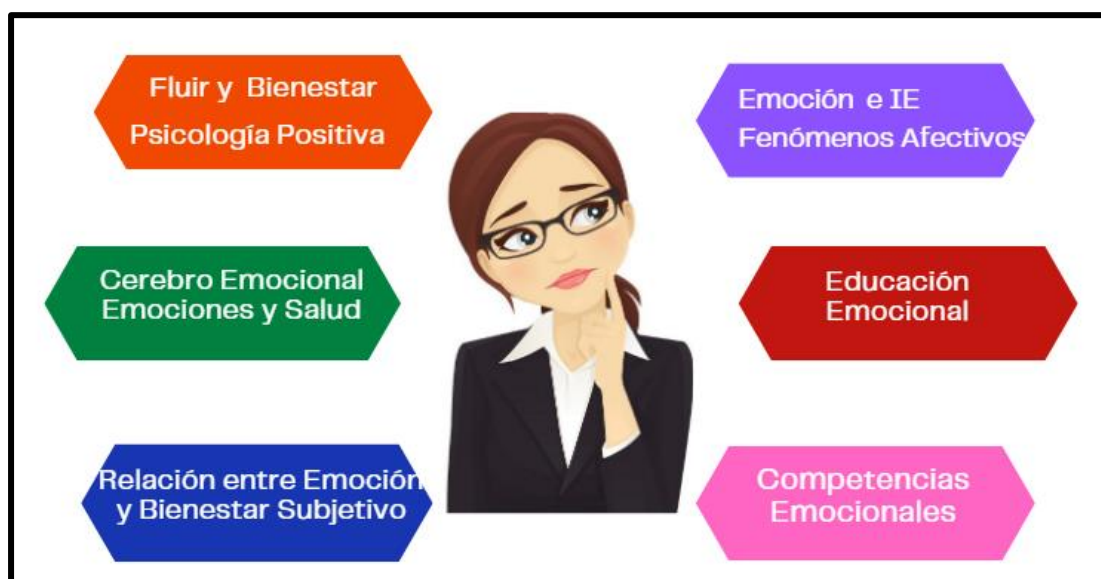 Fluir y Bienestar
Psicología Positiva
Emoción e IE
Fenómenos Afectivos
Cerebro Emocional
Emociones y Salud
Educación
Emocional
Relación entre Emoción
y Bienestar Subjetivo
Competencias
Emocionales